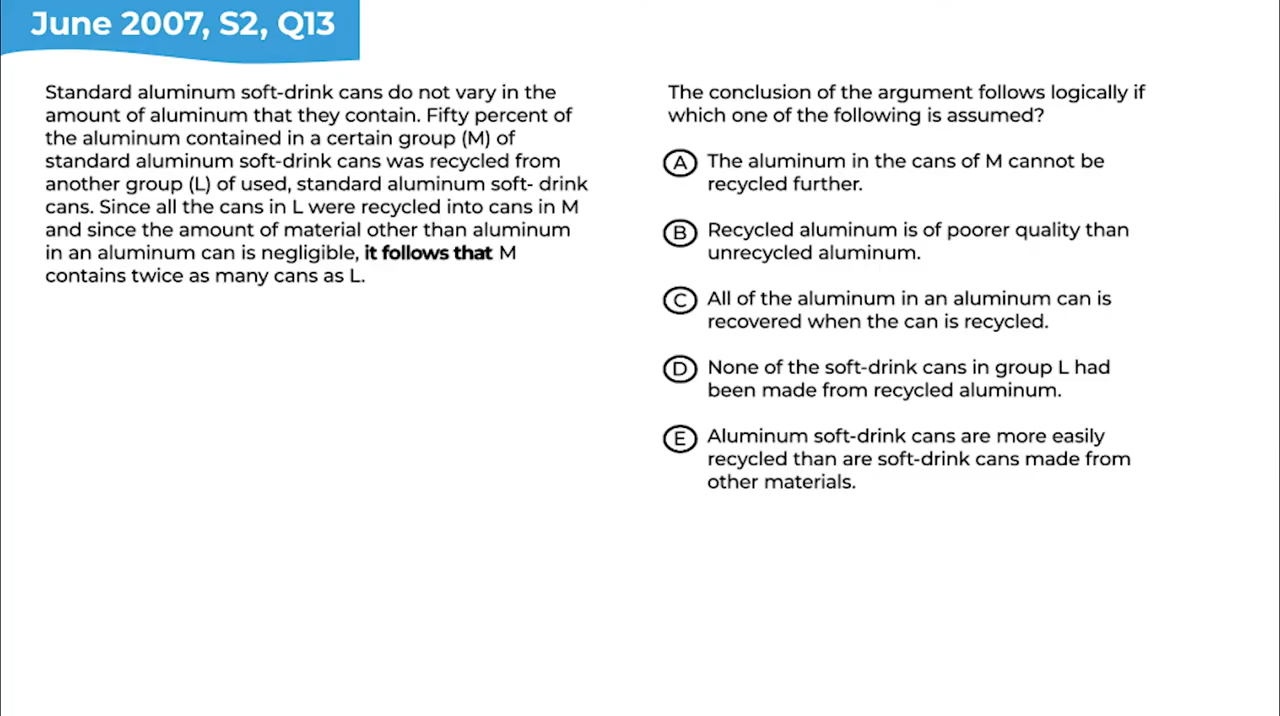 June 2007, S2, Q13
Standard aluminum soft-drink cans do not vary in the
amount of aluminum that they contain. Fifty percent of
the aluminum contained in a certain group (M) of
standard aluminum soft-drink cans was recycled from
another group (L) of used, standard aluminum soft- drink
cans. Since all the cans in L were recycled into cans in M
and since the amount of material other than aluminum
in an aluminum can is negligible, it follows that M
contains twice as many cans as L.
The conclusion of the argument follows logically if
which one of the following is assumed?
A The aluminum in the cans of M cannot be
recycled further.
B Recycled aluminum is of poorer quality than
unrecycled aluminum.
C All of the aluminum in an aluminum can is
recovered when the can is recycled.
D None of the soft-drink cans in group L had
been made from recycled aluminum.
E Aluminum soft-drink cans are more easily
recycled than are soft-drink cans made from
other materials.